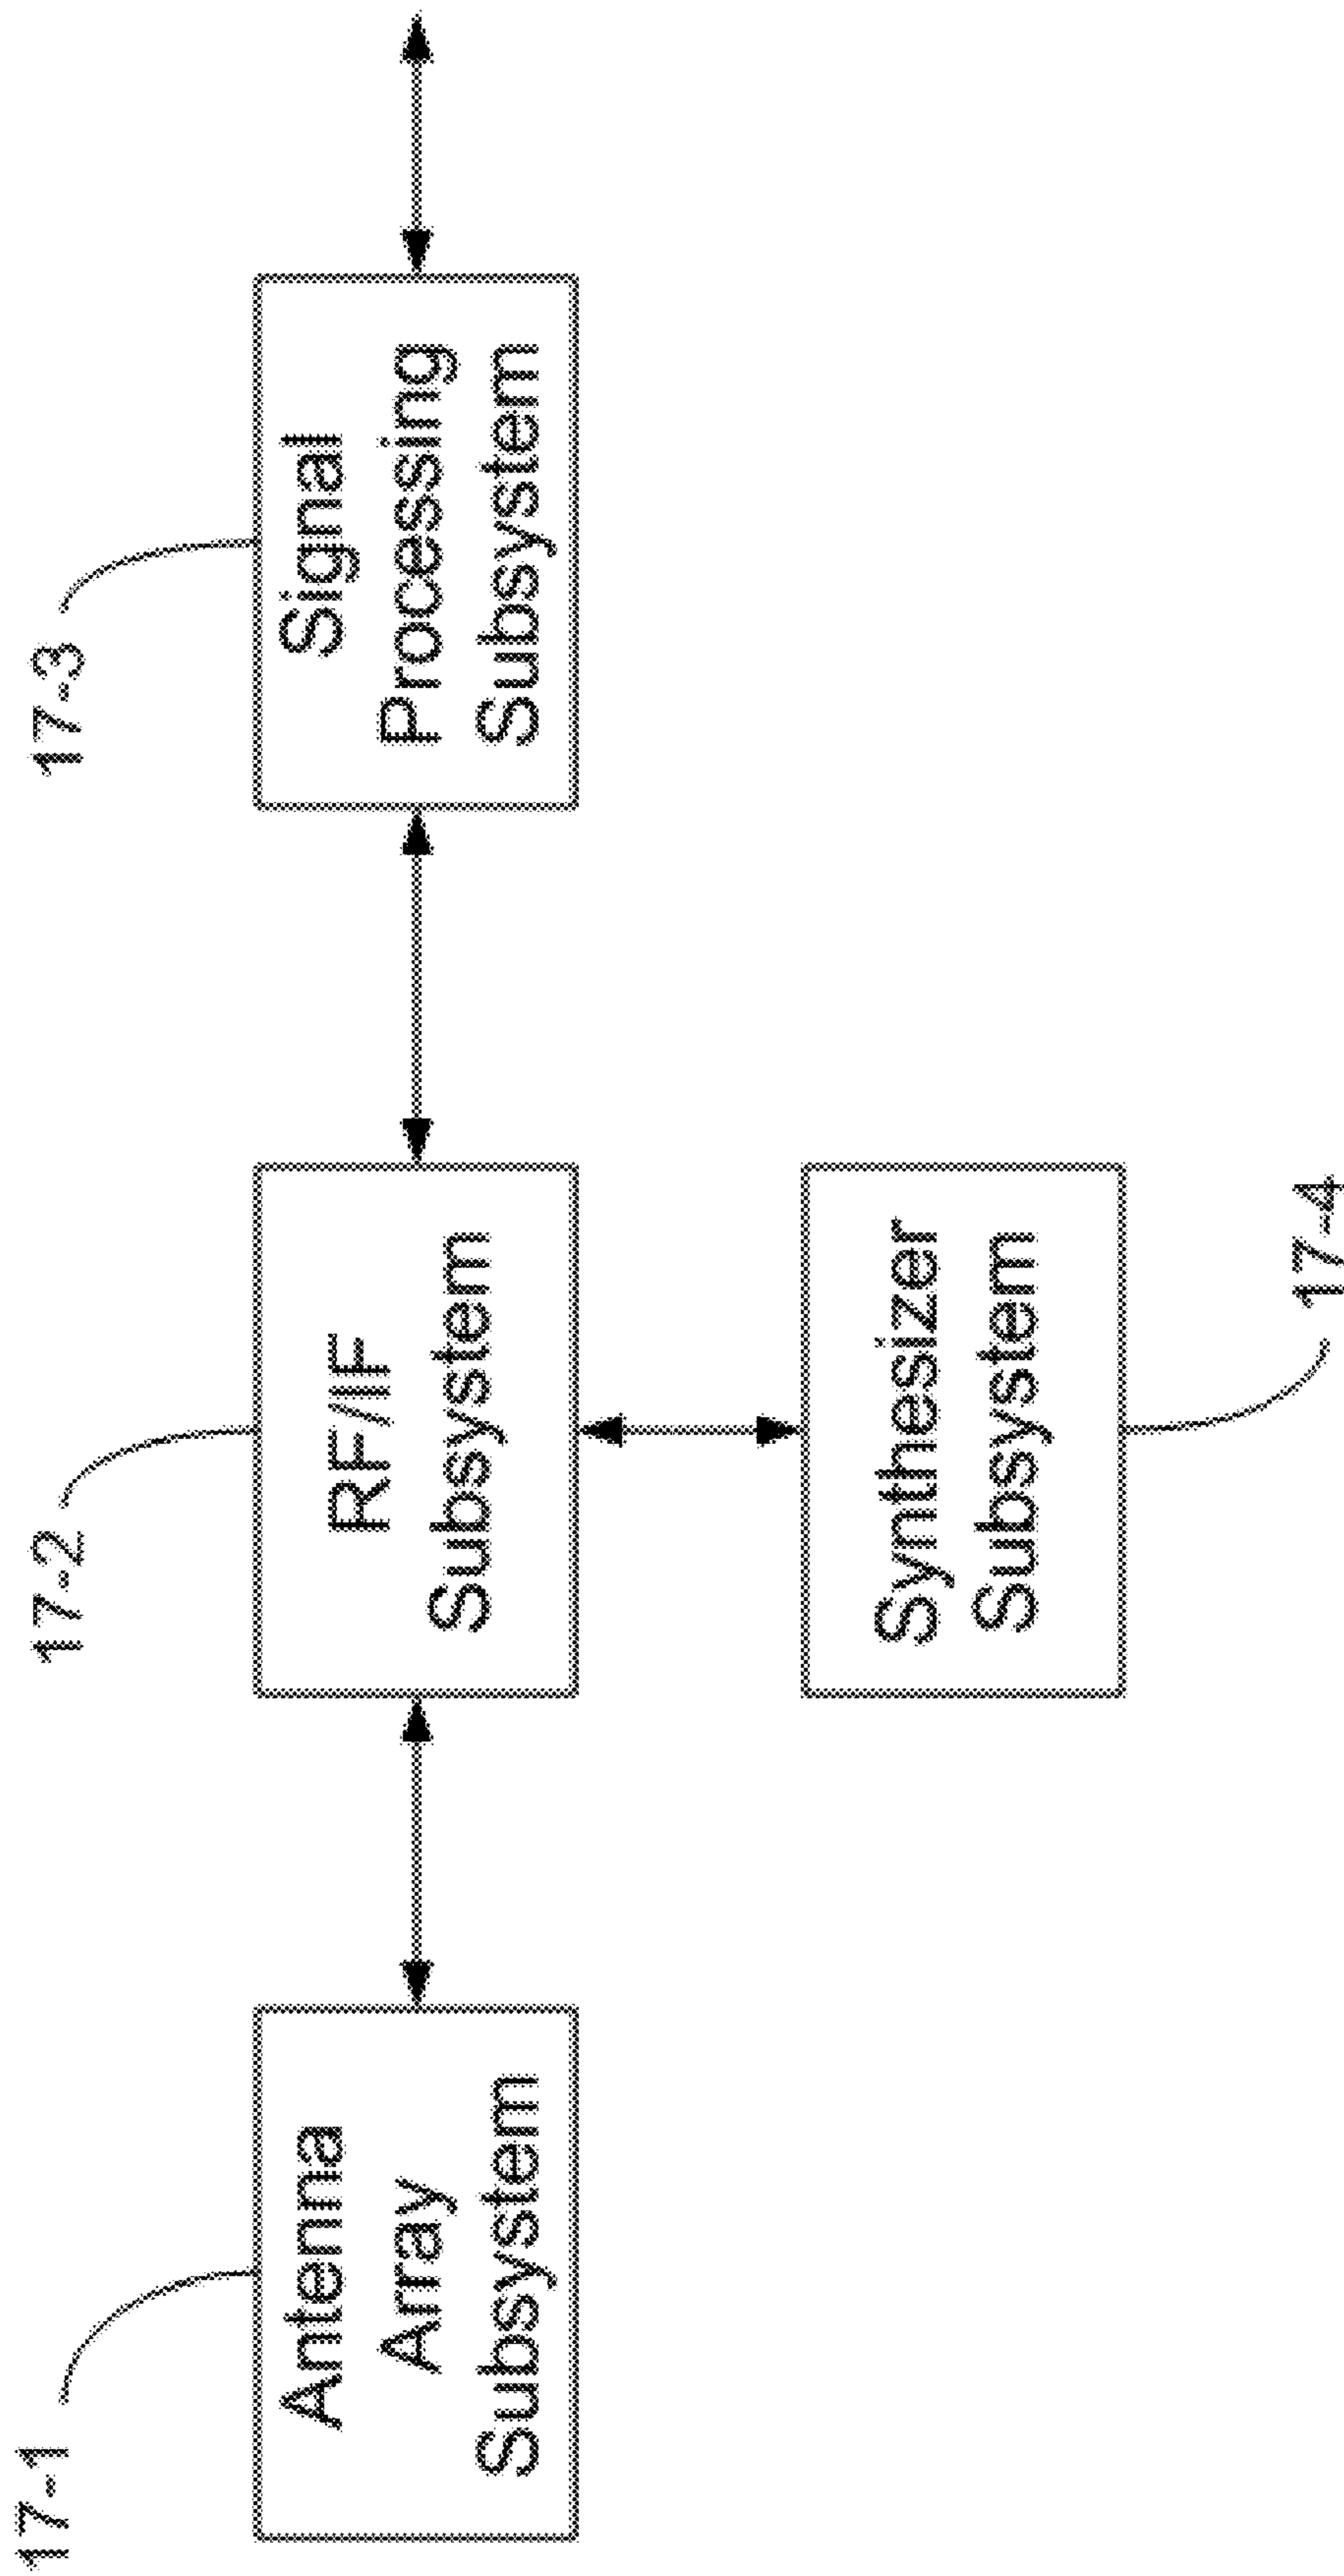 17-1
17-2
17-3
Antenna
Array
Subsystem
RF/IF
Subsystem
Signal
Processing
Subsystem
Synthesizer
Subsystem
17-4